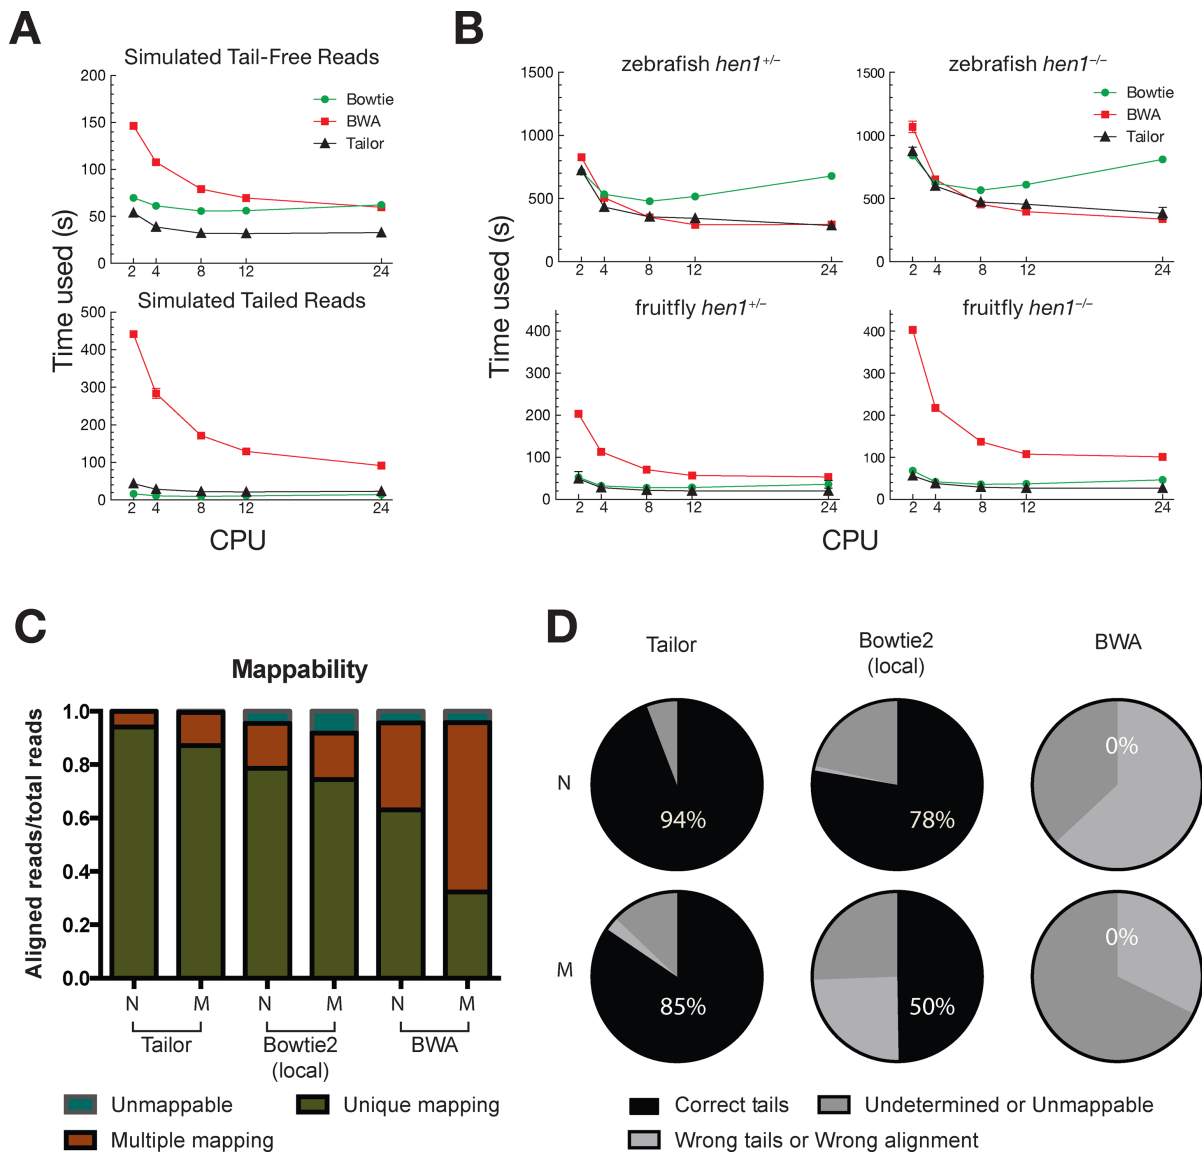 A
Simulated Tail-Free Reads
200
150
100
50
0
2 4 8 12 24
Bowtie
BWA
Tailor
Simulated Tailed Reads
500
400
300
200
100
0
2 4 8 12 24
Time used (s)
CPU
B
zebrafish hen1+/–
1500
1000
500
0
2 4 8 12 24
zebrafish hen1–/–
1500
1000
500
0
2 4 8 12 24
Bowtie
BWA
Tailor
fruitfly hen1+/–
400
300
200
100
0
2 4 8 12 24
fruitfly hen1–/–
400
300
200
100
0
2 4 8 12 24
Time used (s)
CPU
C
Mappability
Aligned reads/total reads
1.0
0.8
0.6
0.4
0.2
0.0
N M N M N M
Tailor
Bowtie2
(local)
BWA
Unmappable
Unique mapping
Multiple mapping
D
Tailor
Bowtie2
(local)
BWA
N
94%
78%
0%
M
85%
50%
0%
Correct tails
Undetermined or Unmappable
Wrong tails or Wrong alignment